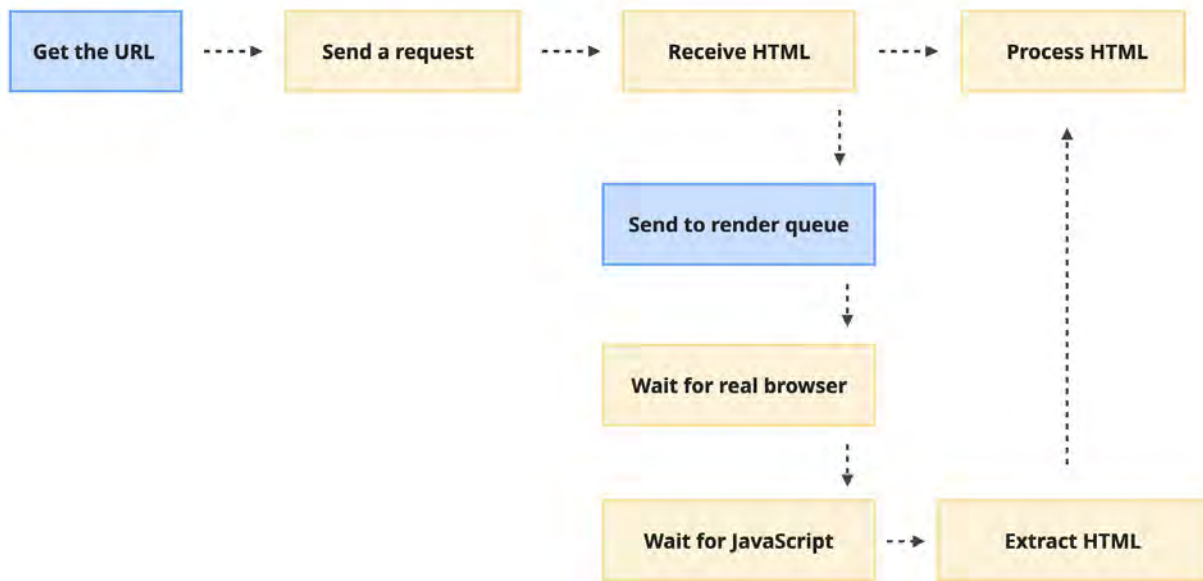 Get the URL
Send a request
Receive HTML
Process HTML
Send to render queue
Wait for real browser
Wait for JavaScript
Extract HTML